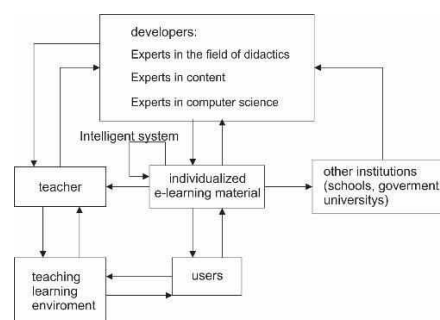 developers:
Experts in the field of didactics
Experts in content
Experts in computer science
Intelligent system
teacher
individualized
e-learning material
other institutions
(schools, goverment
universitys)
teaching
learning
enviroment
users